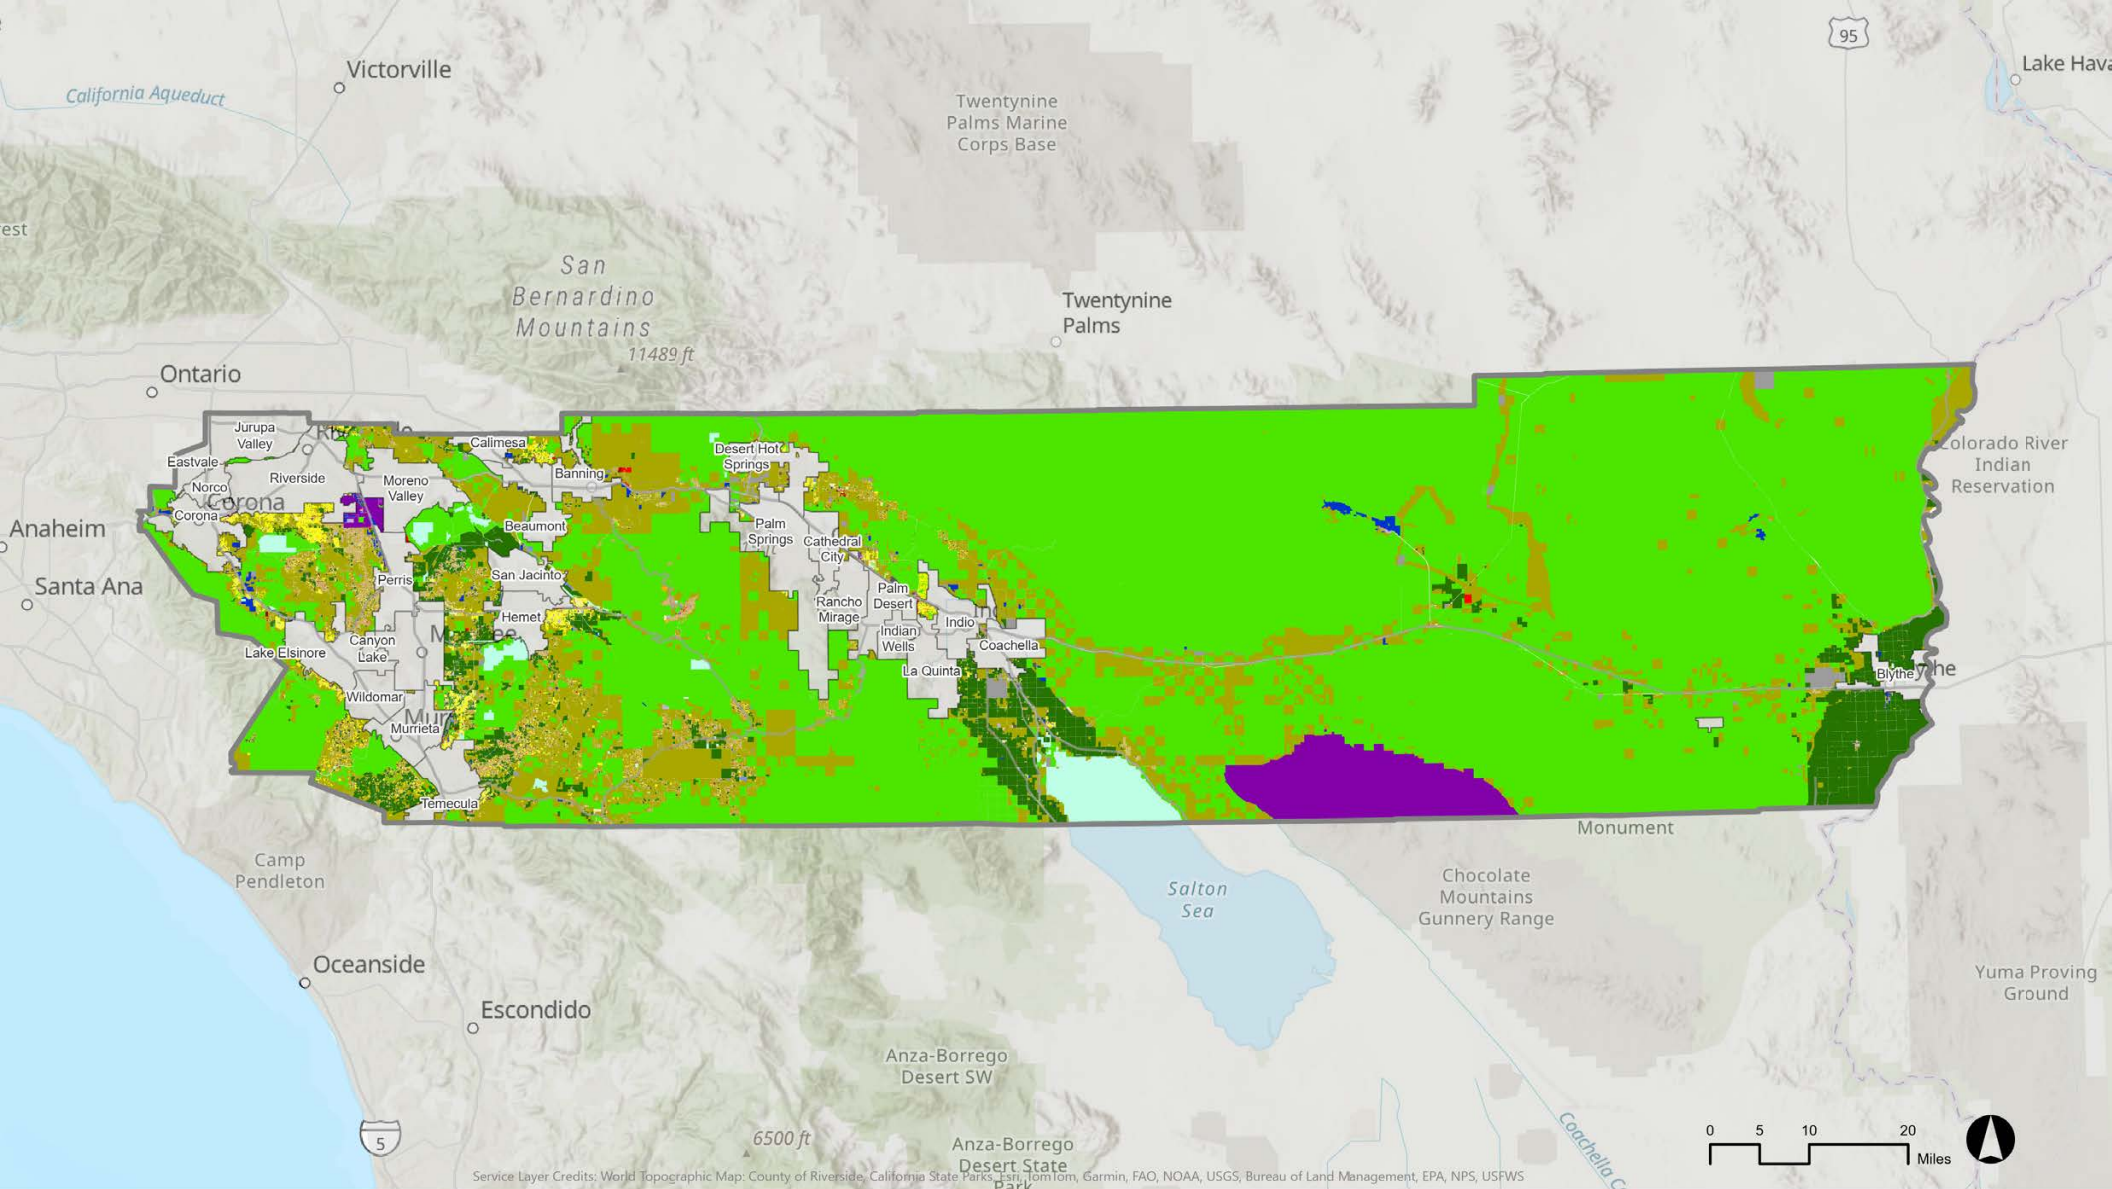 95
Lake Hava
Victorville
California Aqueduct
Twentynine
Palms Marine
Corps Base
est
San
Bernardino
Mountains
11489 ft
Twentynine
Palms
Ontario
Jurupa
Valley
Calimesa
Desert Hot
Springs
Eastvale
Banning
Riverside
Moreno
Valley
Norco
Corona
Corona
Colorado River
Indian
Reservation
Anaheim
Beaumont
Palm
Springs
Cathedral
City
Santa Ana
Perris
San Jacinto
Palm
Desert
Rancho
Mirage
Hemet
Indio
Indian
Wells
Canyon
Lake
Lake Elsinore
Coachella
La Quinta
Blythe
Wildomar
Mur
Murrieta
Temecula
Monument
Camp
Pendleton
Salton
Sea
Chocolate
Mountains
Gunnery Range
Oceanside
Yuma Proving
Ground
Escondido
Anza-Borrego
Desert SW
5
6500 ft
Anza-Borrego
Desert State
Park
Coachella C
0 5 10 20
Miles
Service Layer Credits: World Topographic Map: County of Riverside, California State Parks, Esri, TomTom, Garmin, FAO, NOAA, USGS, Bureau of Land Management, EPA, NPS, USFWS